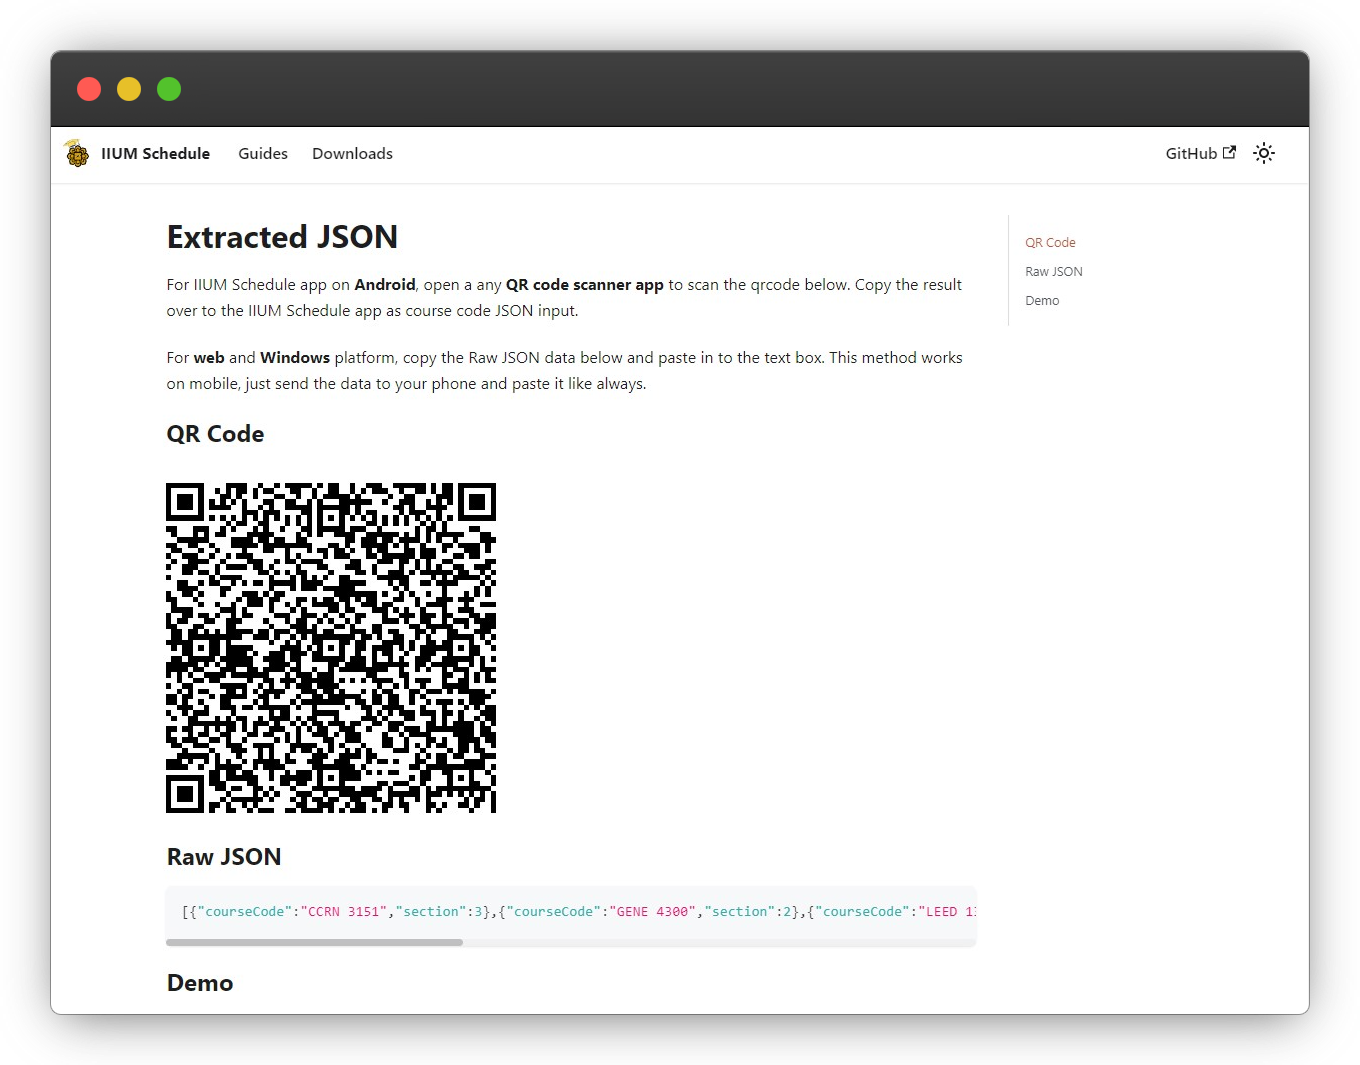 IIUM Schedule Guides Downloads GitHub
Extracted JSON
For IIUM Schedule app on Android, open a any QR code scanner app to scan the qrcode below. Copy the result
over to the IIUM Schedule app as course code JSON input.
For web and Windows platform, copy the Raw JSON data below and paste in to the text box. This method works
on mobile, just send the data to your phone and paste it like always.
QR Code
Raw JSON
[{"courseCode":"CCRN 3151","section":3},{"courseCode":"GENE 4300","section":2},{"courseCode":"LEED
Demo
QR Code
Raw JSON
Demo